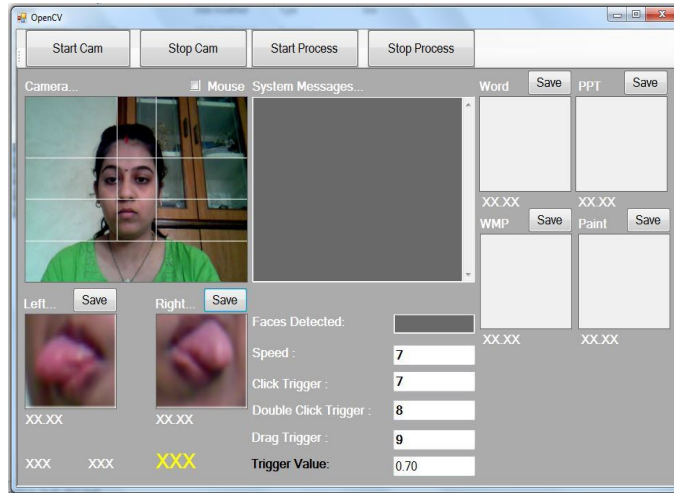 OpenCV
Start Cam Stop Cam Start Process Stop Process
Camera... Mouse System Messages... Word Save PPT Save
XX.XX XX.XX
WMP Save Paint Save
Left... Save Right... Save
Faces Detected:
XX.XX XX.XX
Speed : 7
Click Trigger : 7
Double Click Trigger : 8
XX.XX XX.XX
Drag Trigger : 9
XXX XXX XXX Trigger Value: 0.70